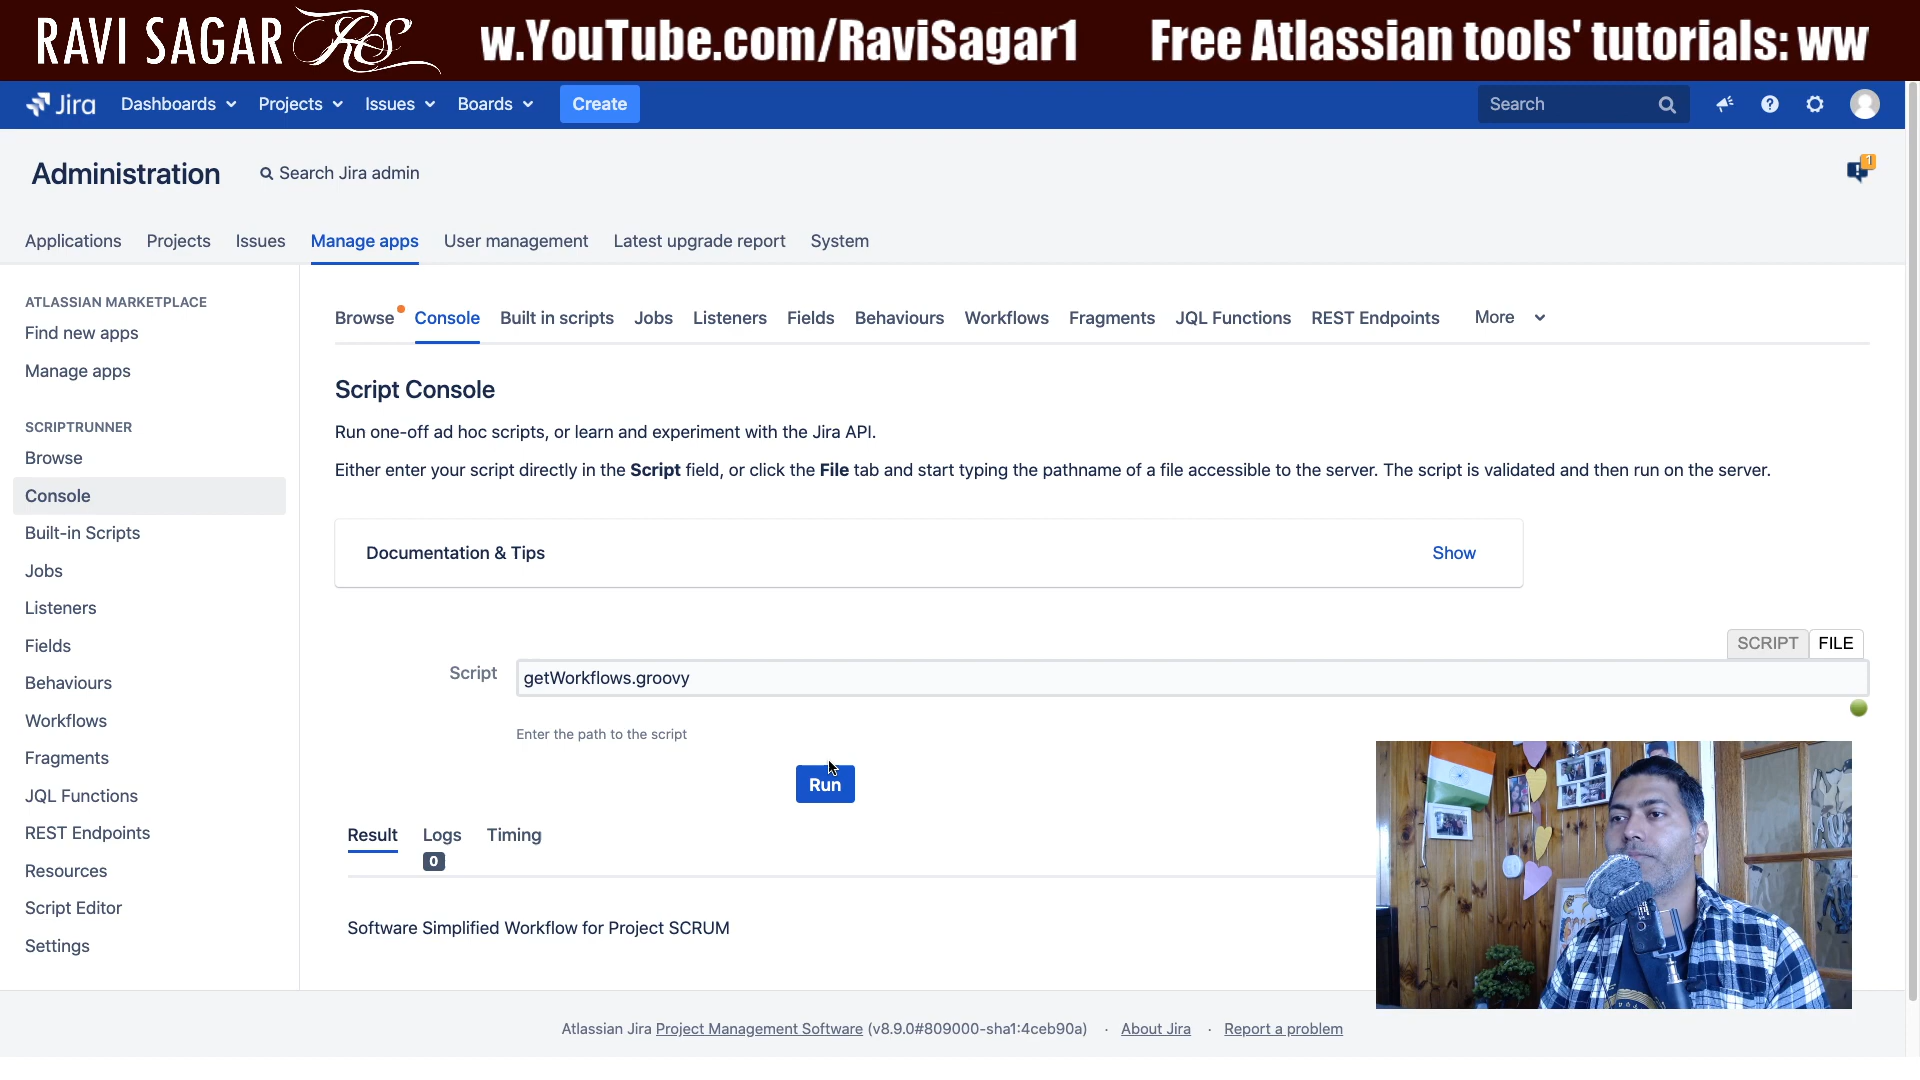 RAVI SAGAR RS w.YouTube.com/RaviSagar1 Free Atlassian tools' tutorials: ww
Jira Dashboards Projects Issues Boards Create Search
Administration Search Jira admin 1
Applications Projects Issues Manage apps User management Latest upgrade report System
ATLASSIAN MARKETPLACE
Find new apps
Manage apps
SCRIPTRUNNER
Browse
Console
Built-in Scripts
Jobs
Listeners
Fields
Behaviours
Workflows
Fragments
JQL Functions
REST Endpoints
Resources
Script Editor
Settings
Browse Console Built in scripts Jobs Listeners Fields Behaviours Workflows Fragments JQL Functions REST Endpoints More
Script Console
Run one-off ad hoc scripts, or learn and experiment with the Jira API.
Either enter your script directly in the Script field, or click the File tab and start typing the pathname of a file accessible to the server. The script is validated and then run on the server.
Documentation & Tips Show
SCRIPT FILE
Script getWorkflows.groovy
Enter the path to the script
Run
Result Logs Timing
0
Software Simplified Workflow for Project SCRUM
Atlassian Jira Project Management Software (v8.9.0#809000-sha1:4ceb90a) · About Jira · Report a problem